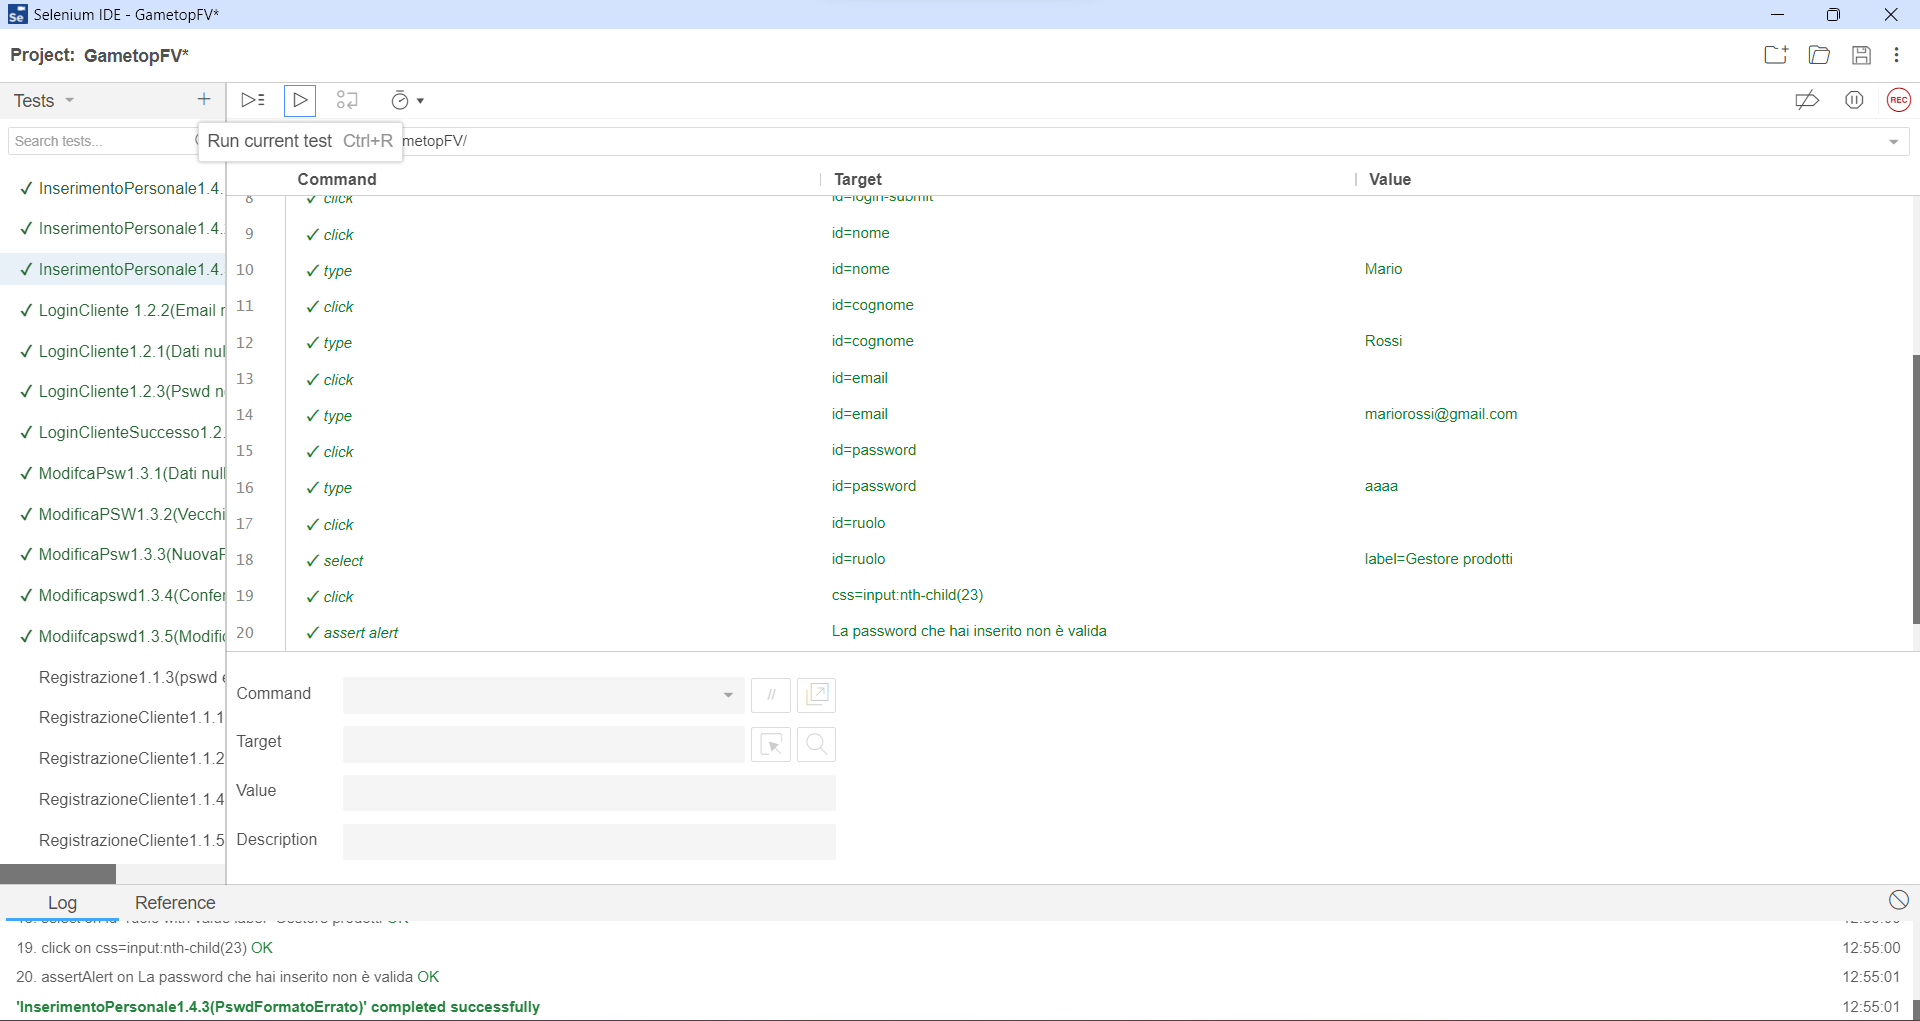 Selenium IDE - GametopFV*
Project: GametopFV*
Tests
REC
Search tests...
Run current test Ctrl+R
metopFV/
Command Target Value
InserimentoPersonale1.4.
InserimentoPersonale1.4.
InserimentoPersonale1.4.
LoginCliente 1.2.2(Email
LoginCliente1.2.1(Dati nul
LoginCliente1.2.3(Pswd n
LoginClienteSuccesso1.2.
ModifcaPsw1.3.1(Dati null
ModificaPSW1.3.2(Vecchi
ModificaPsw1.3.3(NuovaP
Modificapswd1.3.4(Confer
Modiifcapswd1.3.5(Modific
Registrazione1.1.3(pswd
RegistrazioneCliente1.1.1
RegistrazioneCliente1.1.2
RegistrazioneCliente1.1.4
RegistrazioneCliente1.1.5
8 click id=login-submit
9 click id=nome
10 type id=nome Mario
11 click id=cognome
12 type id=cognome Rossi
13 click id=email
14 type id=email mariorossi@gmail.com
15 click id=password
16 type id=password aaaa
17 click id=ruolo
18 select id=ruolo label=Gestore prodotti
19 click css=input:nth-child(23)
20 assert alert La password che hai inserito non è valida
Command //
Target
Value
Description
Log Reference
19. click on css=input:nth-child(23) OK 12:55:00
20. assertAlert on La password che hai inserito non è valida OK 12:55:01
'InserimentoPersonale1.4.3(PswdFormatoErrato)' completed successfully 12:55:01